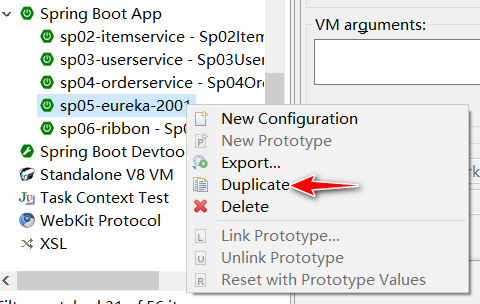 Spring Boot App
sp02-itemservice - Sp02Item
sp03-userservice - Sp03User
sp04-orderservice - Sp04Or
sp05-eureka-2001
sp06-ribbon - Sp0
Spring Boot Devtoo
Standalone V8 VM
Task Context Test
WebKit Protocol
XSL
VM arguments:
New Configuration
New Prototype
Export...
Duplicate
Delete
Link Prototype...
Unlink Prototype
Reset with Prototype Values